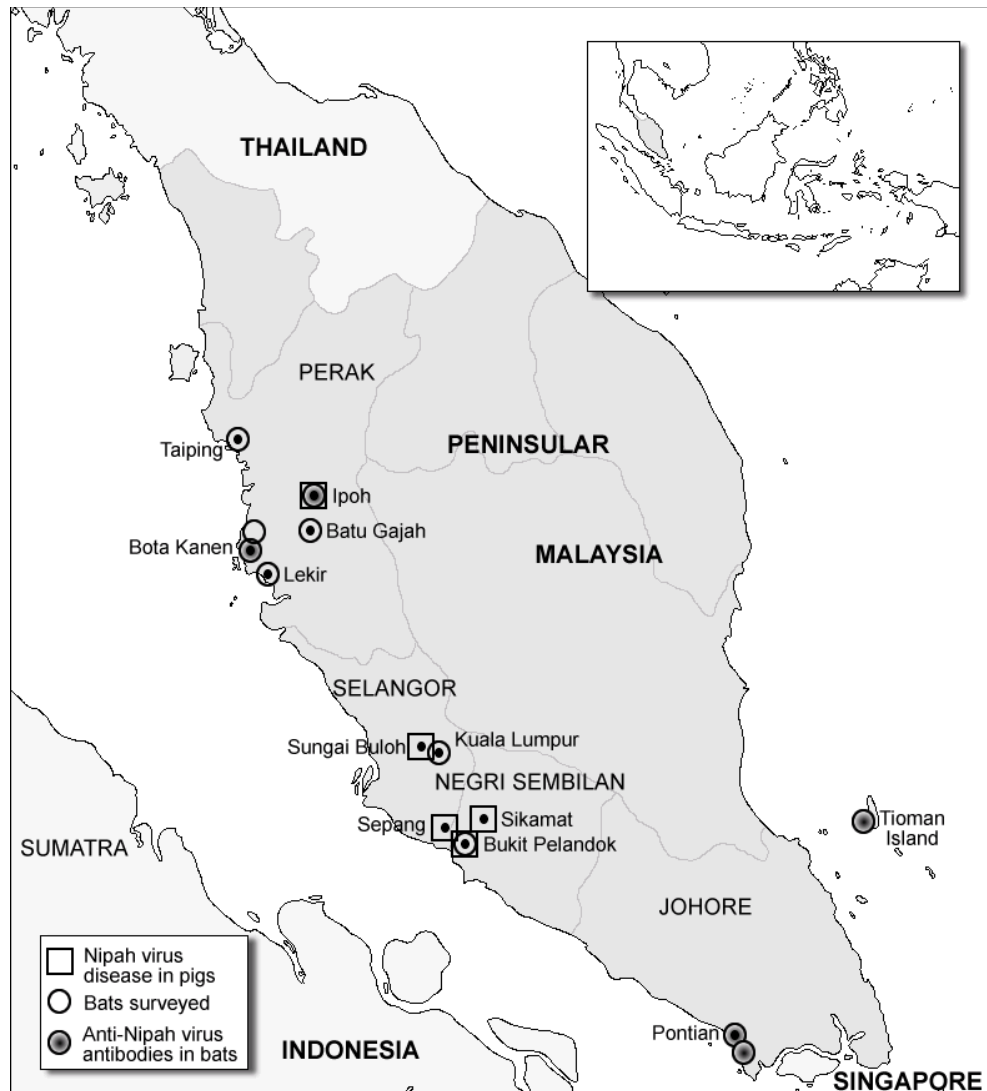 THAILAND
PERAK
Taiping
PENINSULAR
Ipoh
Batu Gajah
Bota Kanen
MALAYSIA
Lekir
SELANGOR
Sungai Buloh
Kuala Lumpur
NEGRI SEMBILAN
Sepang
Sikamat
Bukit Pelandok
Tioman
Island
SUMATRA
JOHORE
Nipah virus
disease in pigs
Bats surveyed
Anti-Nipah virus
antibodies in bats
Pontian
INDONESIA
SINGAPORE